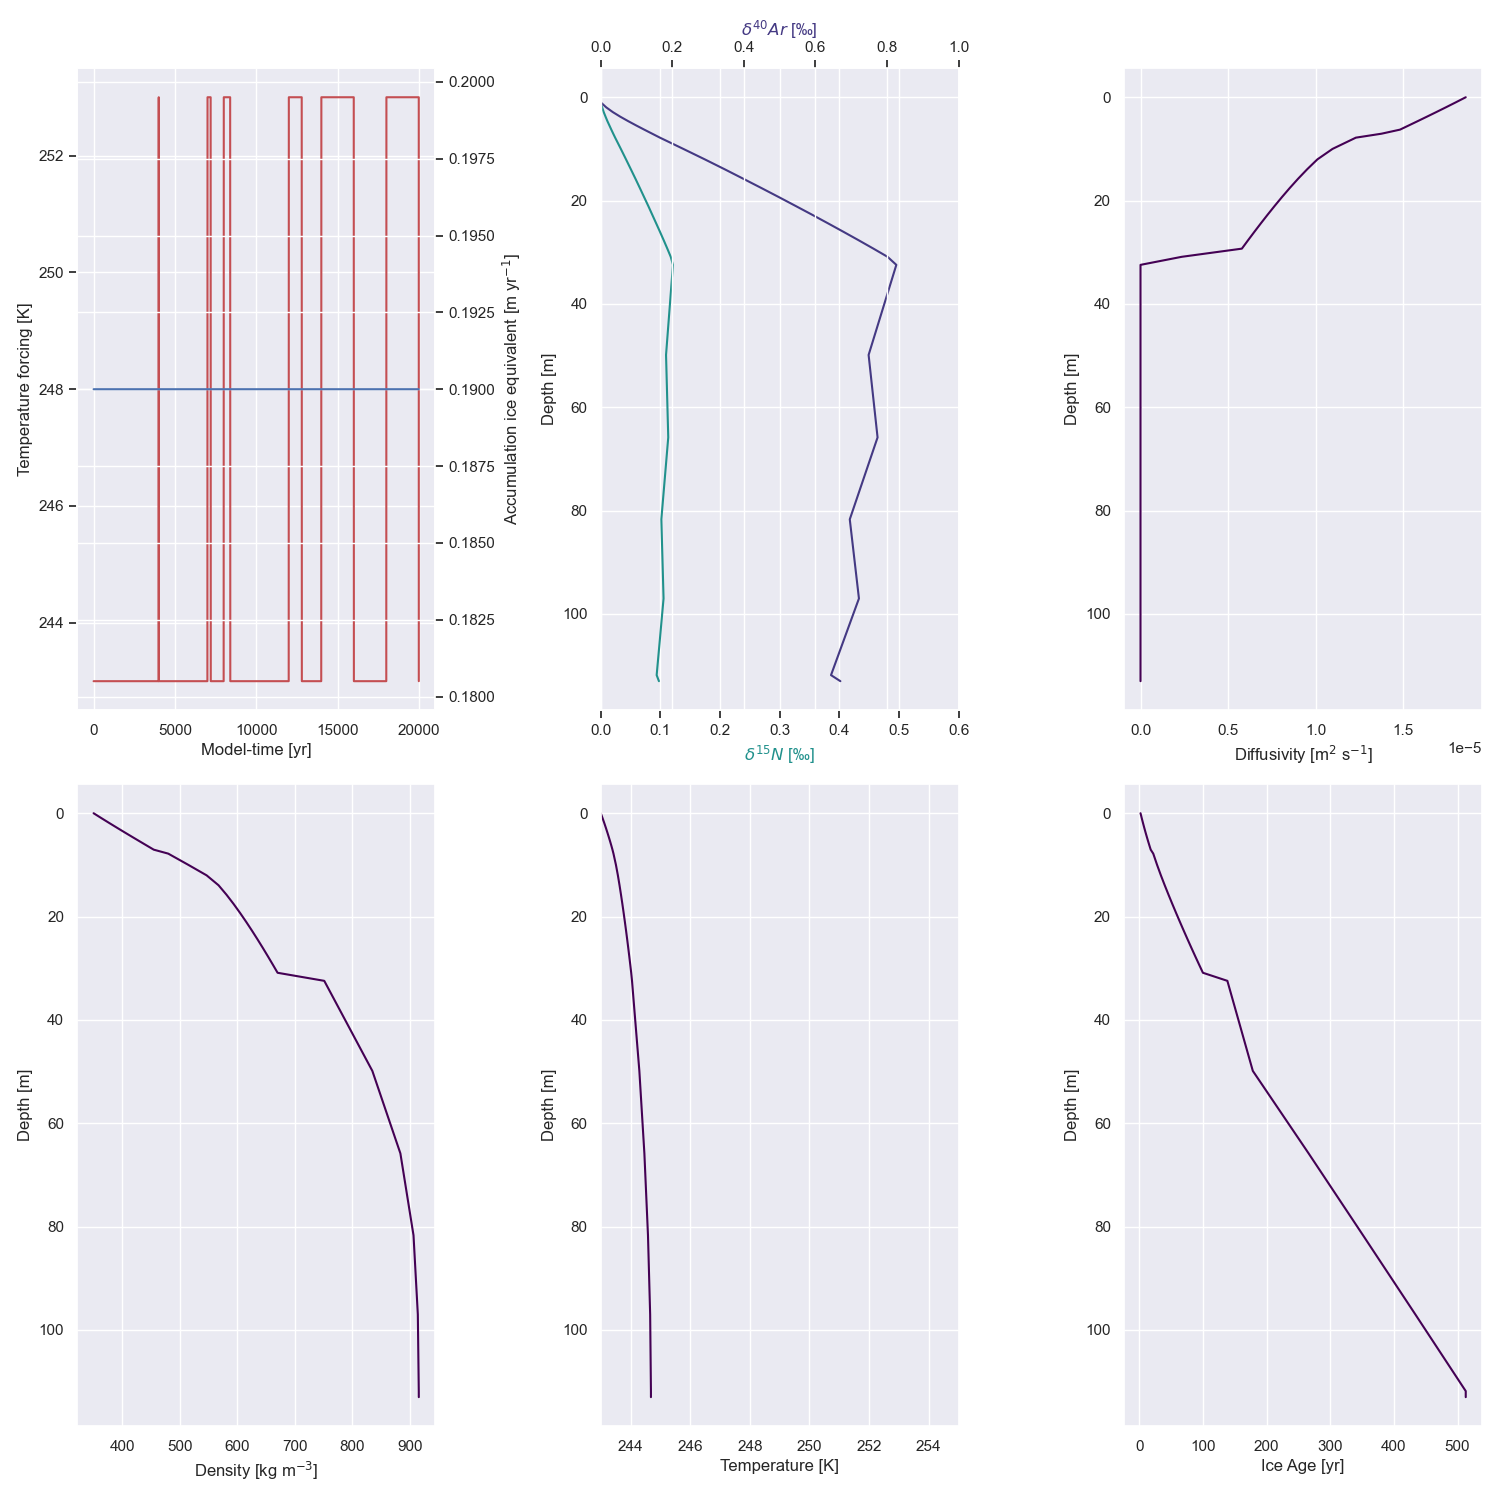 δ⁴⁰Ar [‰]
0.0 0.2 0.4 0.6 0.8 1.0
Temperature forcing [K]
252
250
248
246
244
0.2000
0.1975
0.1950
0.1925
0.1900
0.1875
0.1850
0.1825
0.1800
Accumulation ice equivalent [m yr⁻¹]
0 5000 10000 15000 20000
Model-time [yr]
Depth [m]
0
20
40
60
80
100
0.0 0.1 0.2 0.3 0.4 0.5 0.6
δ¹⁵N [‰]
Depth [m]
0
20
40
60
80
100
0.0 0.5 1.0 1.5
1e−5
Diffusivity [m² s⁻¹]
Depth [m]
0
20
40
60
80
100
400 500 600 700 800 900
Density [kg m⁻³]
Depth [m]
0
20
40
60
80
100
244 246 248 250 252 254
Temperature [K]
Depth [m]
0
20
40
60
80
100
0 100 200 300 400 500
Ice Age [yr]